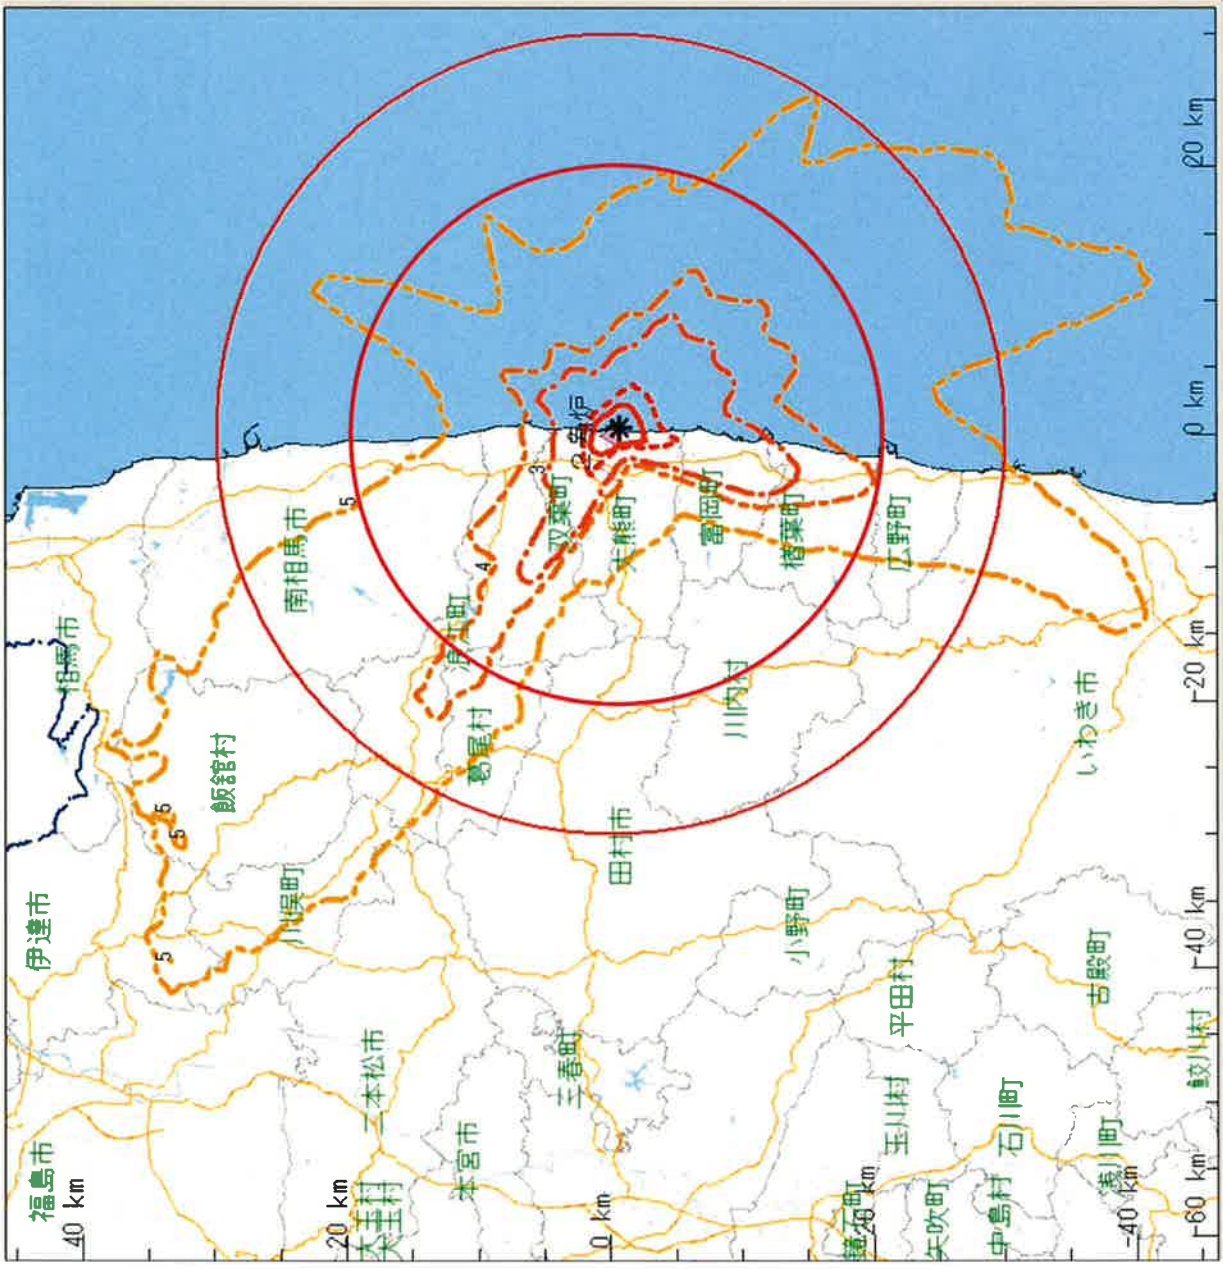 伊達市
相馬市
福島市
40 km
飯舘村
川俣町
南相馬市
5
5
5
5
二本松市
20 km
大玉村
大玉村
本宮市
葛尾村
浪江町
4
3
2
双葉町
大熊町
三春町
0 km
田村市
川内村
富岡町
楢葉町
小野町
広野町
平田村
玉川村
鏡石町
矢吹町
中島村
石川町
いわき市
古殿町
浅川町
鮫川村
-40 km
-60 km
-40 km
-20 km
0 km
20 km